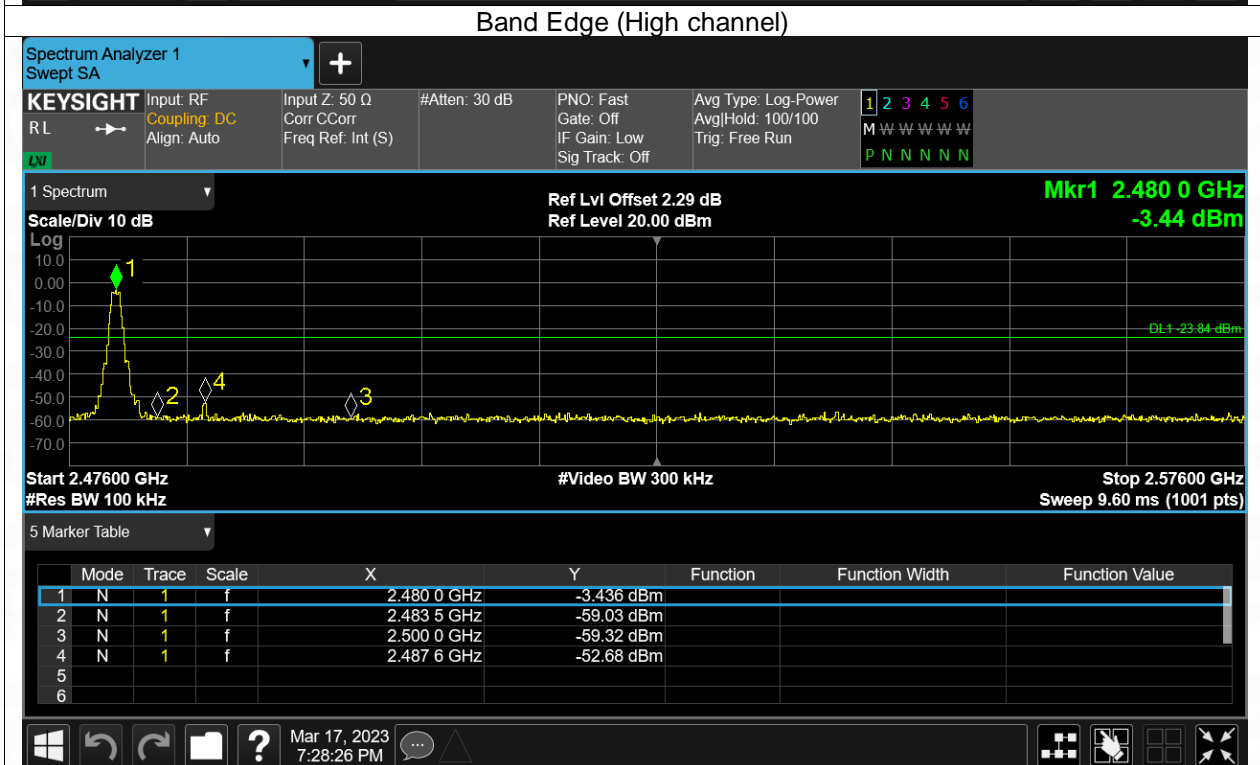 Band Edge (High channel)
Spectrum Analyzer 1
Swept SA
+
KEYSIGHT Input: RF Input Z: 50 Ω #Atten: 30 dB PNO: Fast Avg Type: Log-Power 1 2 3 4 5 6
R L Coupling: DC Corr CCorr Gate: Off Avg|Hold: 100/100 M W W W W W
Align: Auto Freq Ref: Int (S) IF Gain: Low Trig: Free Run
LXI Sig Track: Off P N N N N N
1 Spectrum Ref Lvl Offset 2.29 dB Mkr1 2.480 0 GHz
Scale/Div 10 dB Ref Level 20.00 dBm -3.44 dBm
Log
10.0
1
0.00
-10.0
-20.0
DL1 -23.84 dBm
-30.0
-40.0
4
-50.0
2 3
-60.0
-70.0
Start 2.47600 GHz #Video BW 300 kHz Stop 2.57600 GHz
#Res BW 100 kHz Sweep 9.60 ms (1001 pts)
5 Marker Table
Mode Trace Scale X Y Function Function Width Function Value
1 N 1 f 2.480 0 GHz -3.436 dBm
2 N 1 f 2.483 5 GHz -59.03 dBm
3 N 1 f 2.500 0 GHz -59.32 dBm
4 N 1 f 2.487 6 GHz -52.68 dBm
5
6
? Mar 17, 2023
7:28:26 PM